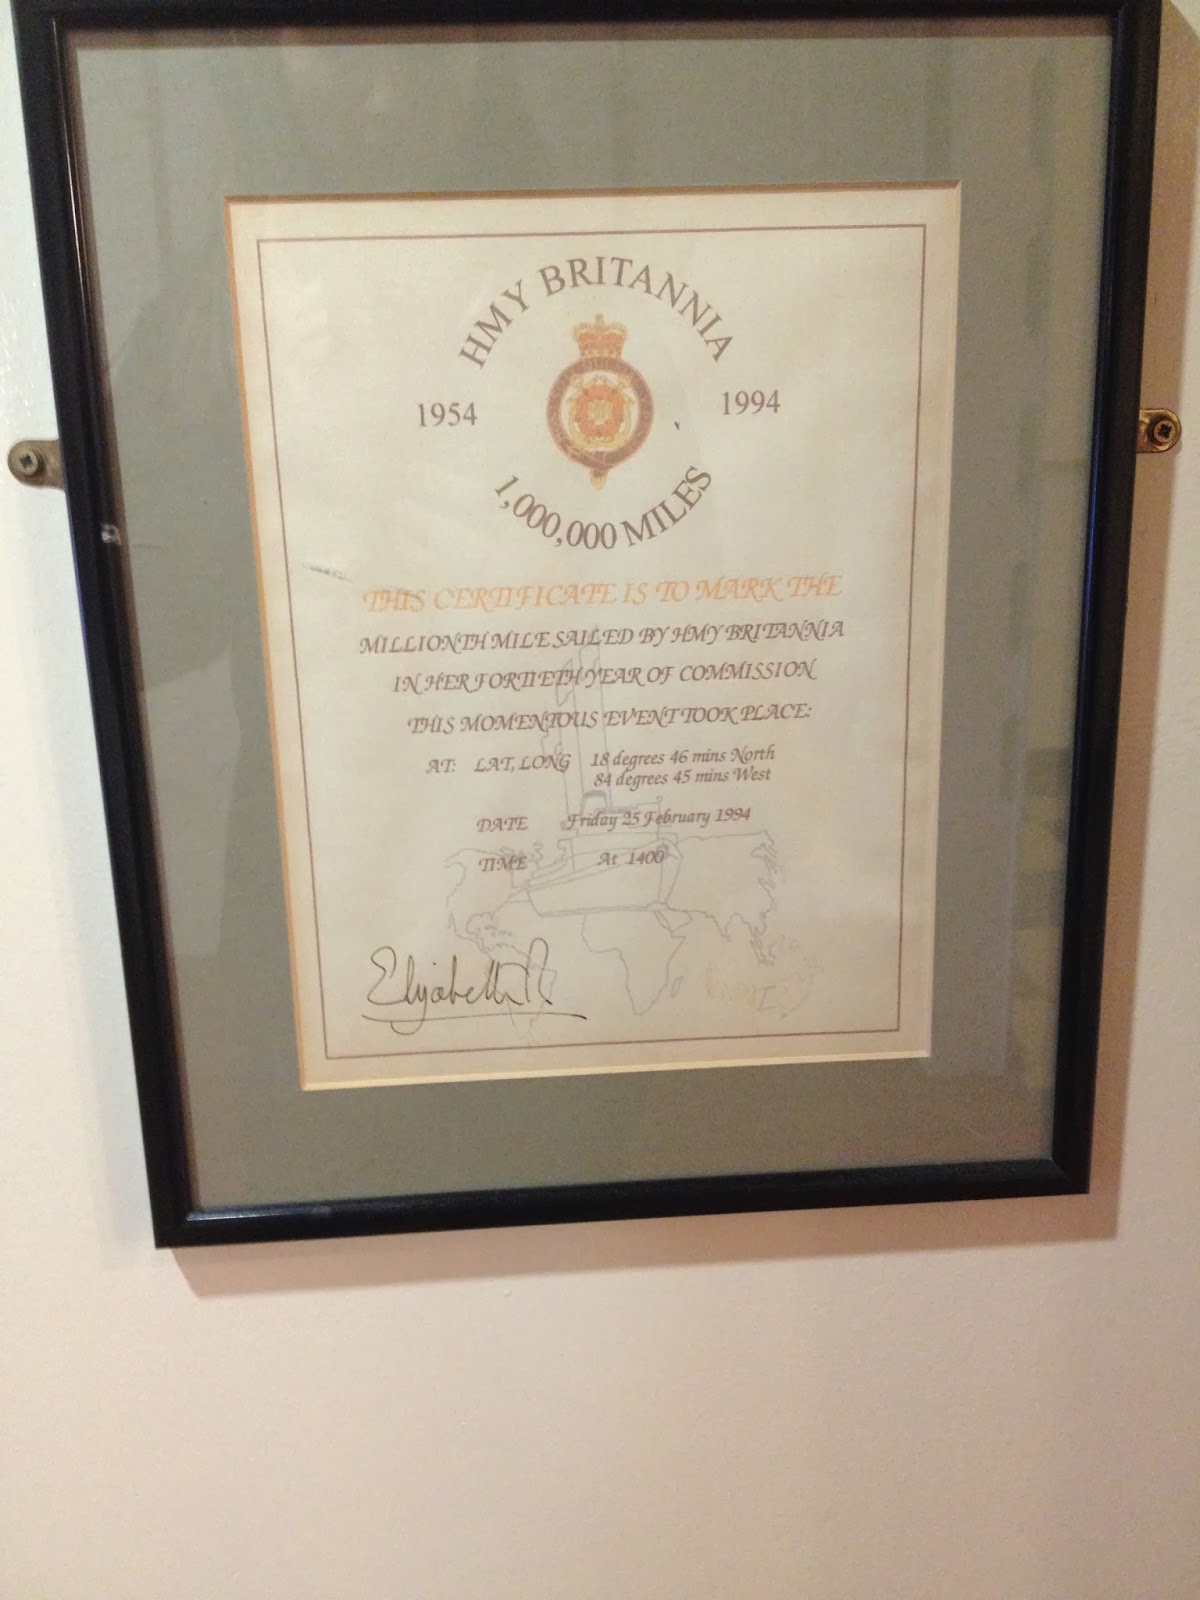 HMY BRITANNIA
1954 1994
1,000,000 MILES
THIS CERTIFICATE IS TO MARK THE
MILLIONTH MILE SAILED BY HMY BRITANNIA
IN HER FORTIETH YEAR OF COMMISSION
THIS MOMENTOUS EVENT TOOK PLACE:
AT: LAT, LONG 18 degrees 46 mins North
84 degrees 45 mins West
DATE Friday 25 February 1994
TIME At 1400
Elizabeth R